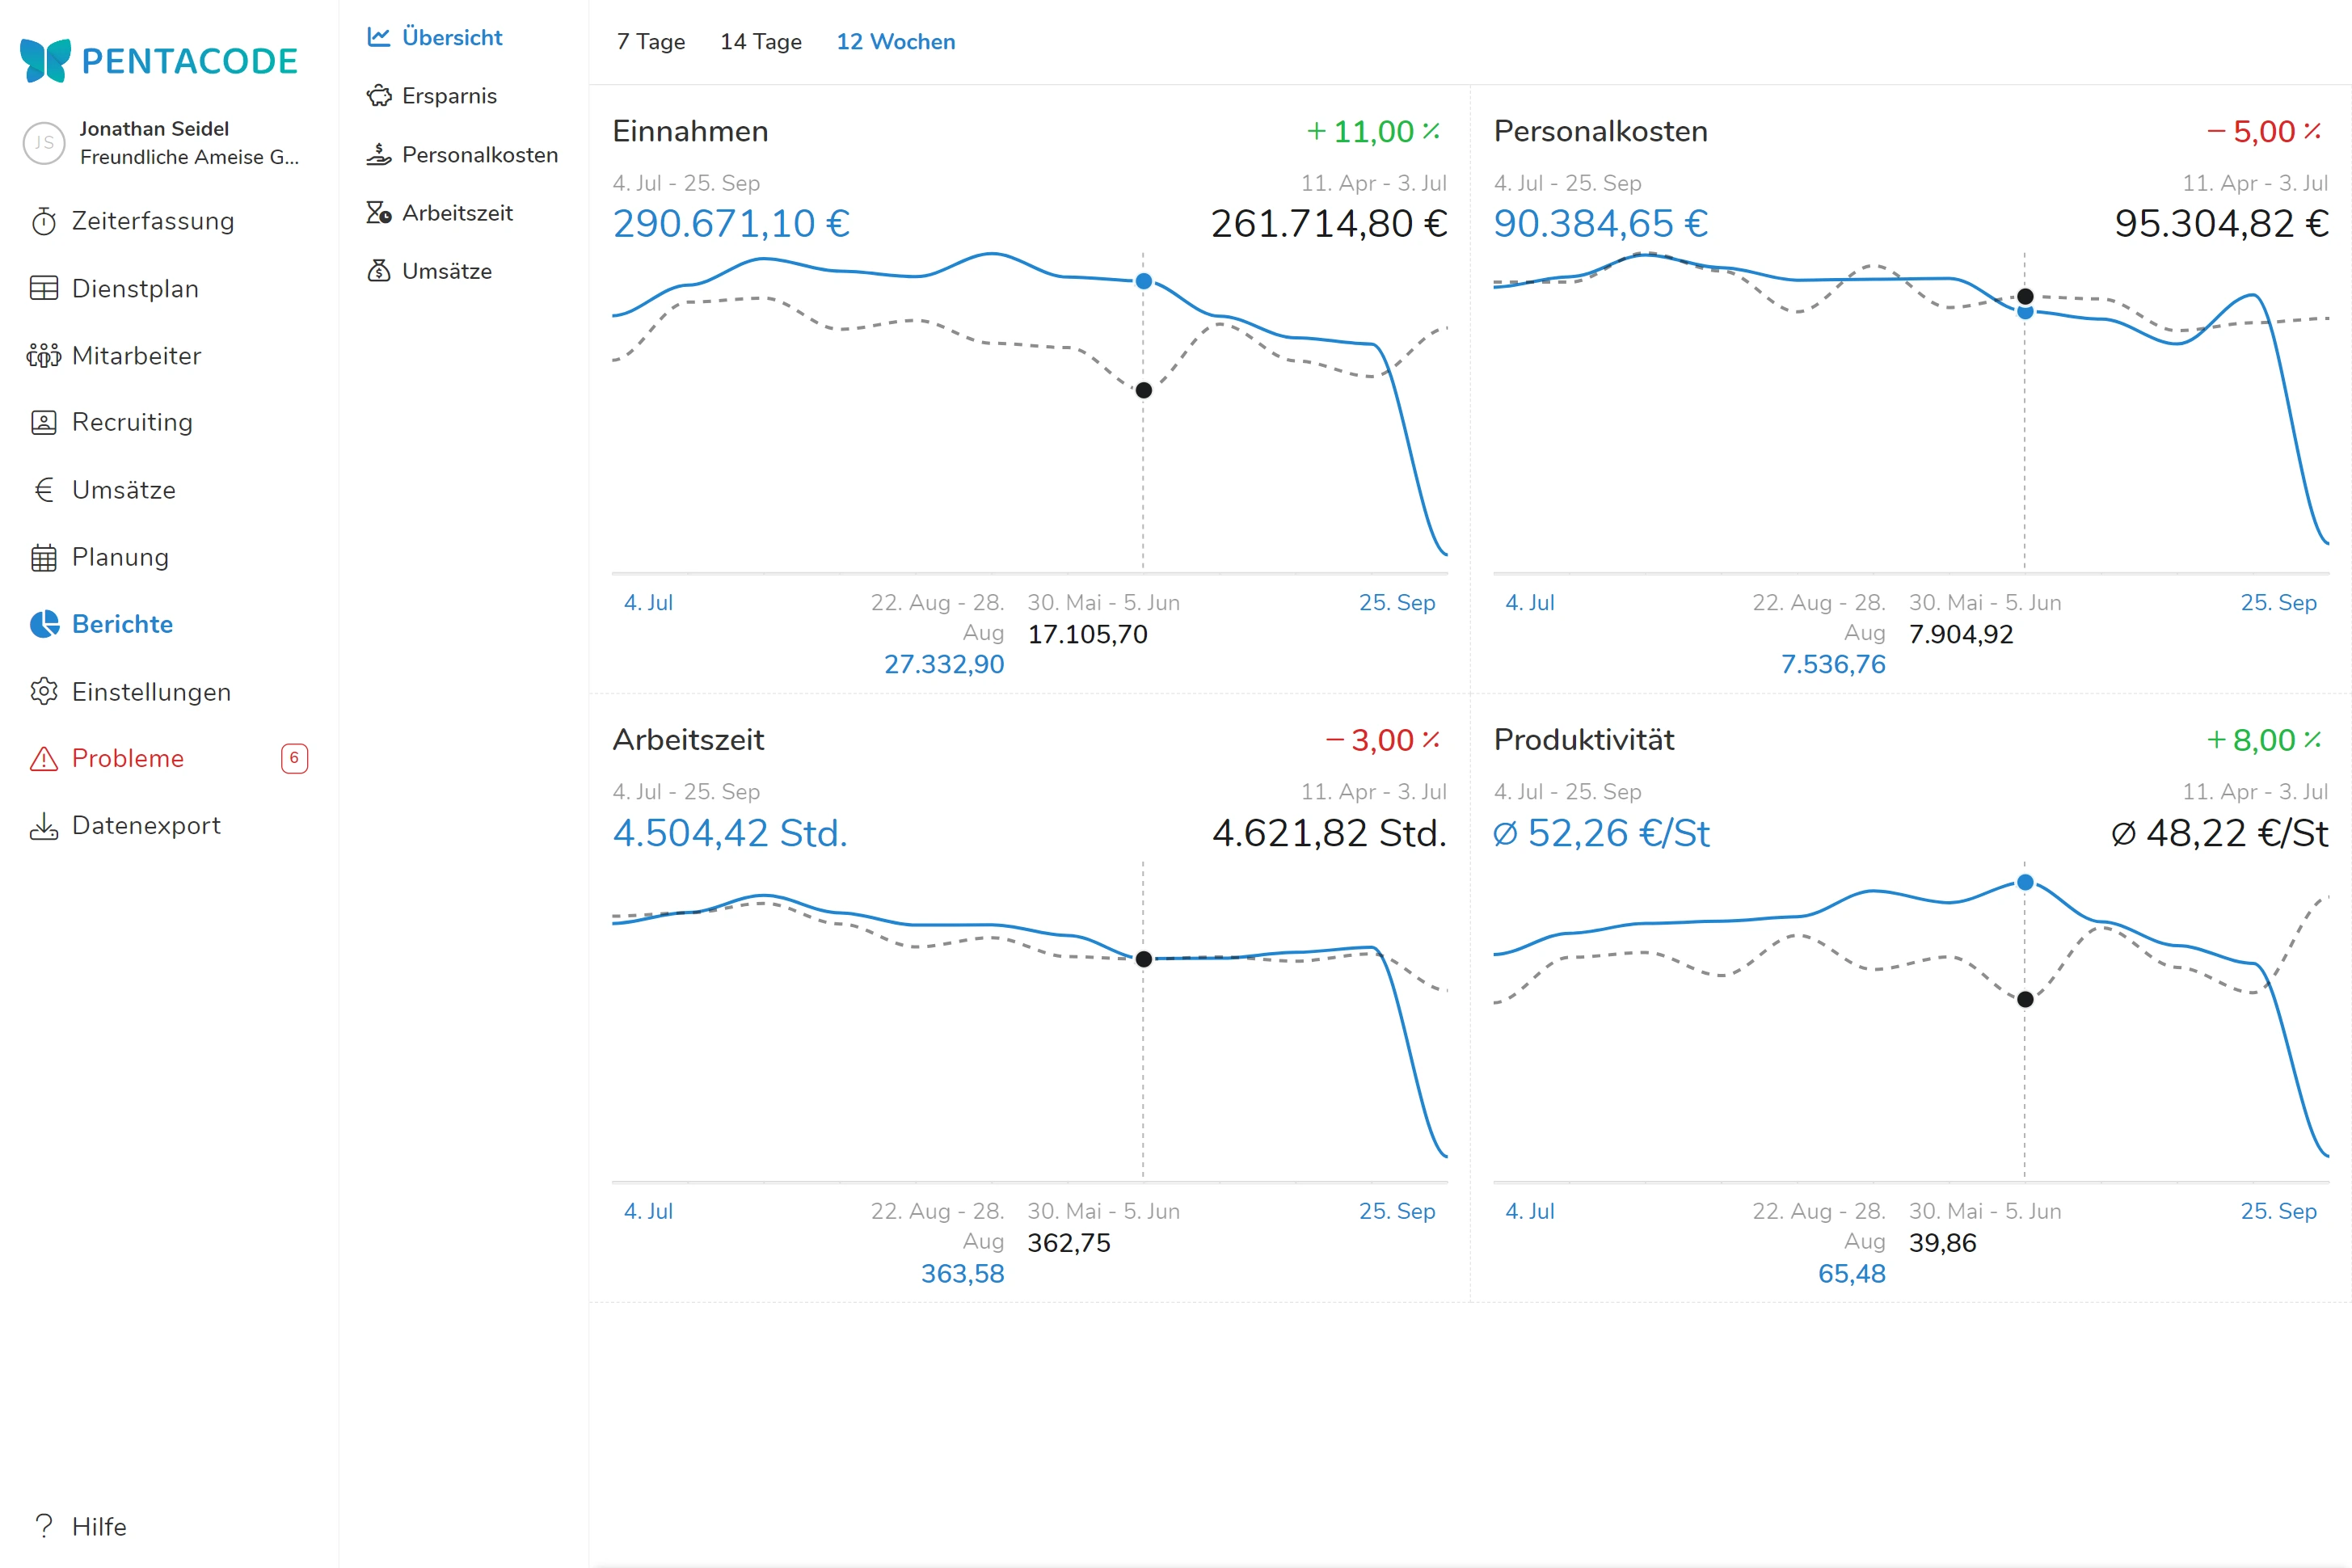 PENTACODE
JS
Jonathan Seidel
Freundliche Ameise G...
Zeiterfassung
Dienstplan
Mitarbeiter
Recruiting
Umsätze
Planung
Berichte
Einstellungen
Probleme 6
Datenexport
Hilfe
Übersicht
Ersparnis
Personalkosten
Arbeitszeit
Umsätze
7 Tage 14 Tage 12 Wochen
Einnahmen + 11,00 %
4. Jul - 25. Sep 11. Apr - 3. Jul
290.671,10 € 261.714,80 €
4. Jul 22. Aug - 28. 30. Mai - 5. Jun 25. Sep
Aug 17.105,70
27.332,90
Personalkosten − 5,00 %
4. Jul - 25. Sep 11. Apr - 3. Jul
90.384,65 € 95.304,82 €
4. Jul 22. Aug - 28. 30. Mai - 5. Jun 25. Sep
Aug 7.904,92
7.536,76
Arbeitszeit − 3,00 %
4. Jul - 25. Sep 11. Apr - 3. Jul
4.504,42 Std. 4.621,82 Std.
4. Jul 22. Aug - 28. 30. Mai - 5. Jun 25. Sep
Aug 362,75
363,58
Produktivität + 8,00 %
4. Jul - 25. Sep 11. Apr - 3. Jul
∅ 52,26 €/St ∅ 48,22 €/St
4. Jul 22. Aug - 28. 30. Mai - 5. Jun 25. Sep
Aug 39,86
65,48